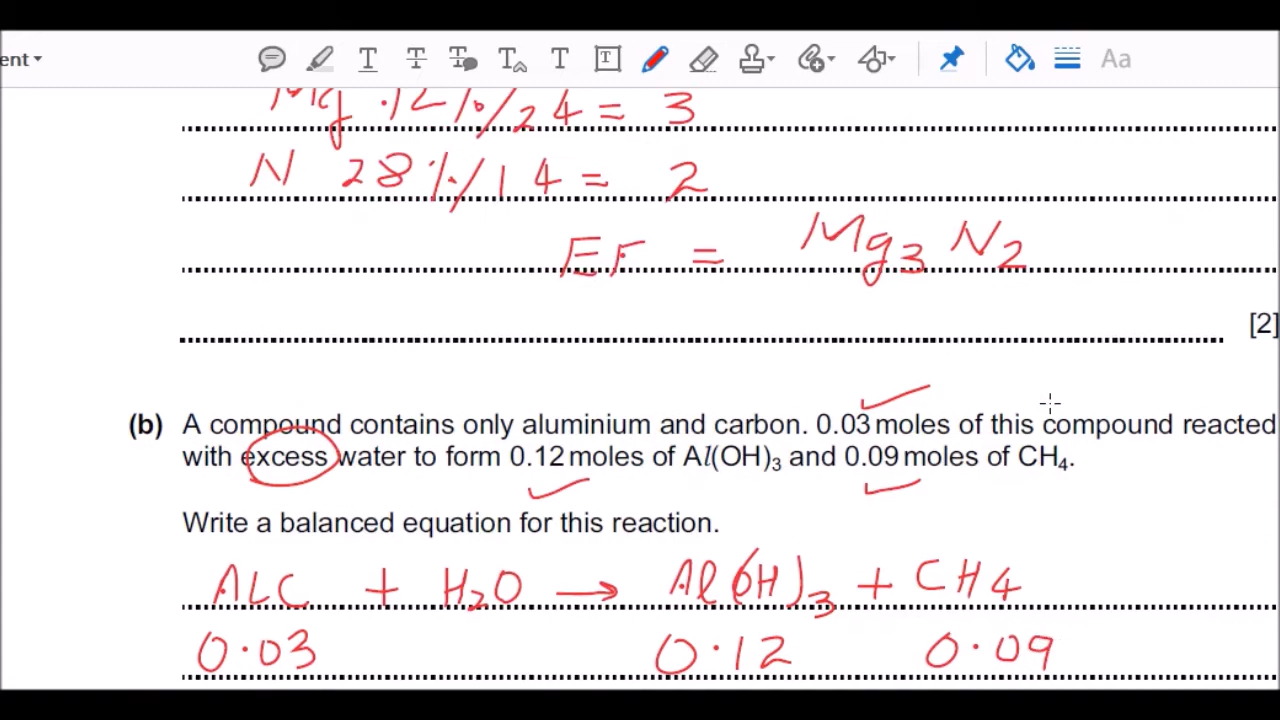 ent
T T T T T T Aa
Mg 72%/24 = 3
N 28%/14 = 2
EF = Mg3 N2
[2]
(b) A compound contains only aluminium and carbon. 0.03 moles of this compound reacted
with excess water to form 0.12 moles of Al(OH)3 and 0.09 moles of CH4.
Write a balanced equation for this reaction.
ALC + H2O → Al(OH)3 + CH4
0.03 0.12 0.09